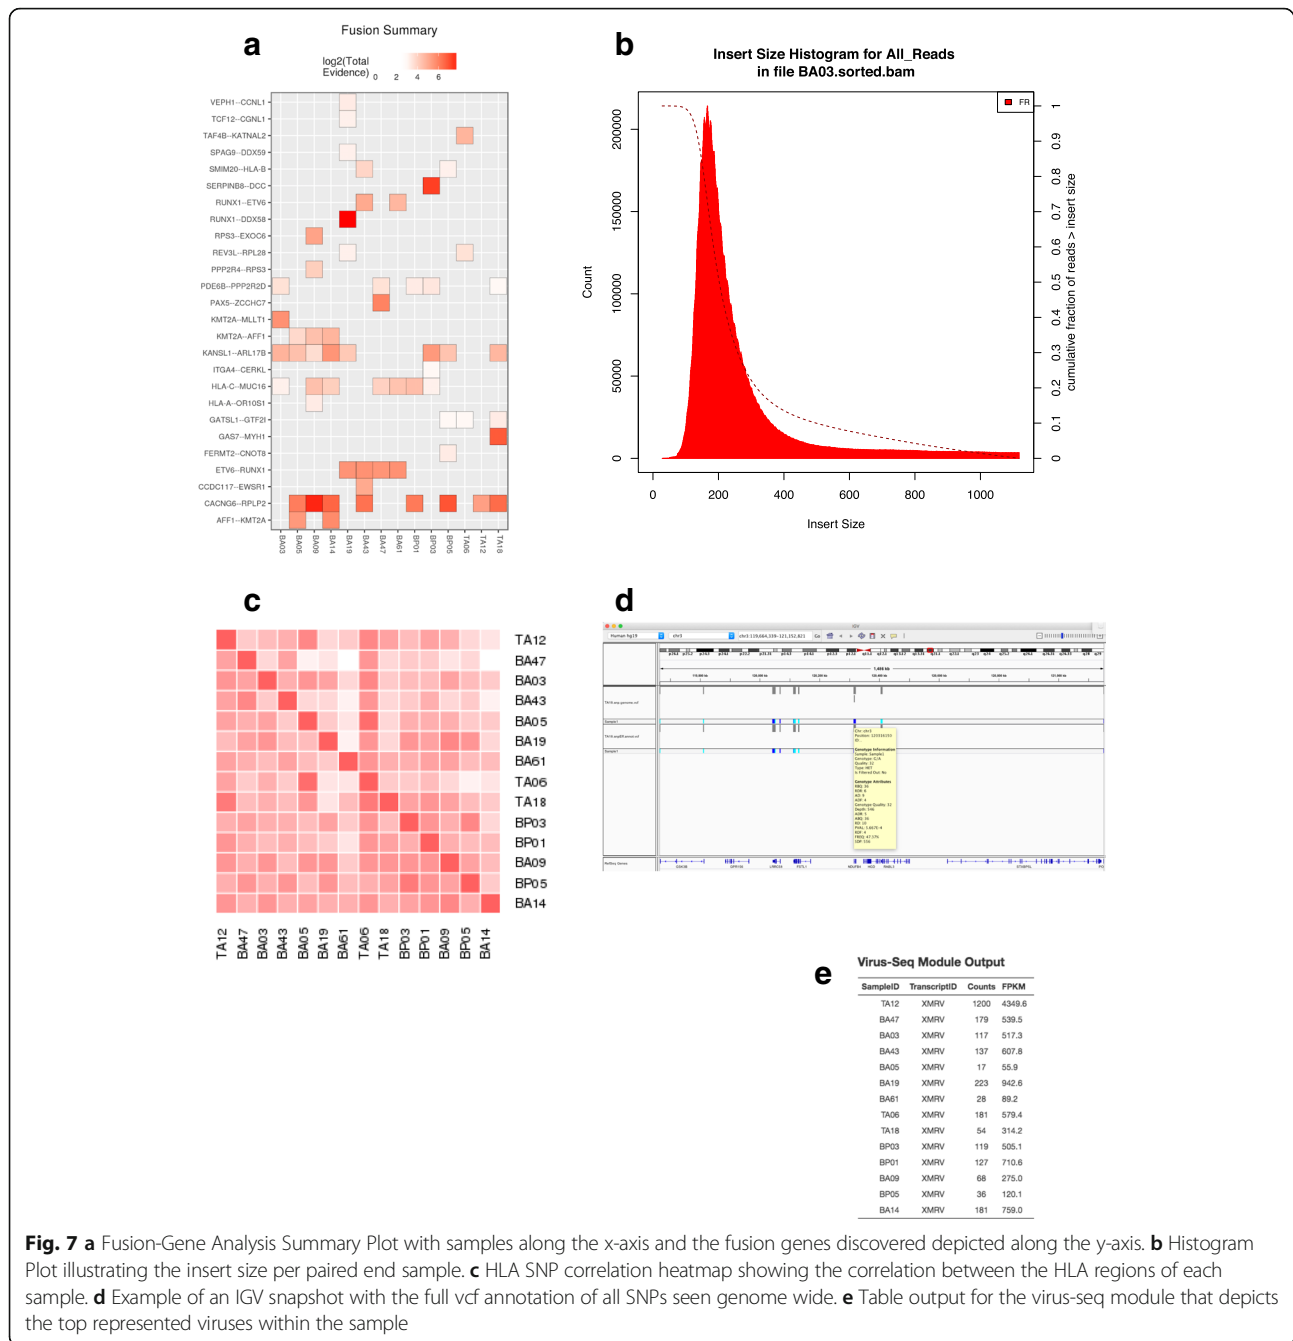 a
Fusion Summary
log2(Total
Evidence)
0 2 4 6
VEPH1--CCNL1
TCF12--CGNL1
TAF4B--KATNAL2
SPAG9--DDX59
SMIM20--HLA-B
SERPINB8--DCC
RUNX1--ETV6
RUNX1--DDX58
RPS3--EXOC6
REV3L--RPL28
PPP2R4--RPS3
PDE6B--PPP2R2D
PAX5--ZCCHC7
KMT2A--MLLT1
KMT2A--AFF1
KANSL1--ARL17B
ITGA4--CERKL
HLA-C--MUC16
HLA-A--OR10S1
GATSL1--GTF2I
GAS7--MYH1
FERMT2--CNOT8
ETV6--RUNX1
CCDC117--EWSR1
CACNG6--RPLP2
AFF1--KMT2A
BA03 BA05 BA09 BA14 BA19 BA43 BA47 BA61 BP01 BP03 BP05 TA06 TA12 TA18
b
Insert Size Histogram for All_Reads
in file BA03.sorted.bam
FR
Count
0 50000 100000 150000 200000
0 0.1 0.2 0.3 0.4 0.5 0.6 0.7 0.8 0.9 1
cumulative fraction of reads > insert size
0 200 400 600 800 1000
Insert Size
c
TA12
BA47
BA03
BA43
BA05
BA19
BA61
TA06
TA18
BP03
BP01
BA09
BP05
BA14
TA12 BA47 BA03 BA43 BA05 BA19 BA61 TA06 TA18 BP03 BP01 BA09 BP05 BA14
d
IGV
Human hg19 chr3 Go
Sample1
Sample1
Genotype Information
Sample: Sample1
Genotype Attributes
RefSeq Genes
e
Virus-Seq Module Output
SampleID TranscriptID Counts FPKM
TA12 XMRV 1200 4349.6
BA47 XMRV 179 539.5
BA03 XMRV 117 517.3
BA43 XMRV 137 607.8
BA05 XMRV 17 55.9
BA19 XMRV 223 942.6
BA61 XMRV 28 89.2
TA06 XMRV 181 579.4
TA18 XMRV 54 314.2
BP03 XMRV 119 505.1
BP01 XMRV 127 710.6
BA09 XMRV 68 275.0
BP05 XMRV 36 120.1
BA14 XMRV 181 759.0
Fig. 7 a Fusion-Gene Analysis Summary Plot with samples along the x-axis and the fusion genes discovered depicted along the y-axis. b Histogram
Plot illustrating the insert size per paired end sample. c HLA SNP correlation heatmap showing the correlation between the HLA regions of each
sample. d Example of an IGV snapshot with the full vcf annotation of all SNPs seen genome wide. e Table output for the virus-seq module that depicts
the top represented viruses within the sample